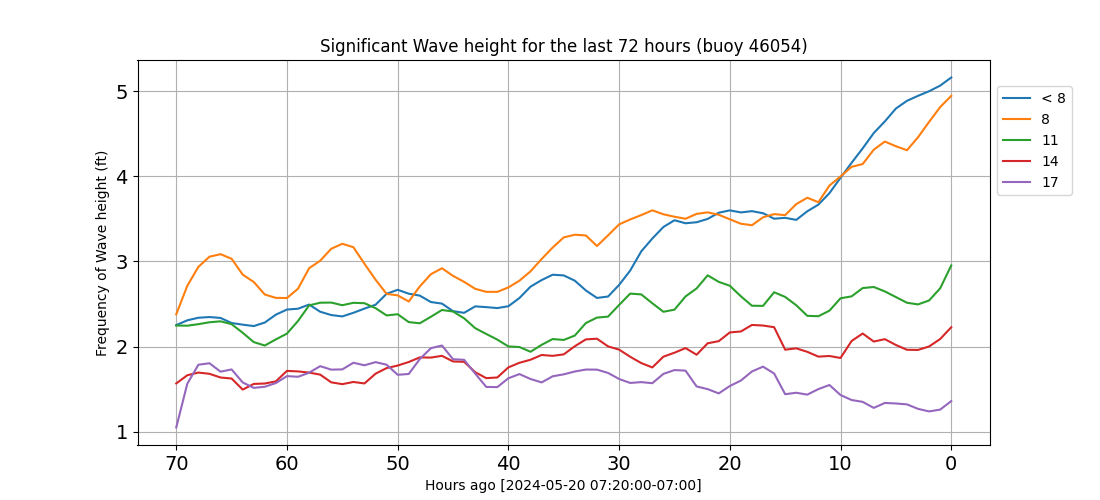 Significant Wave height for the last 72 hours (buoy 46054)
Frequency of Wave height (ft)
5
4
3
2
1
70 60 50 40 30 20 10 0
Hours ago [2024-05-20 07:20:00-07:00]
< 8
8
11
14
17